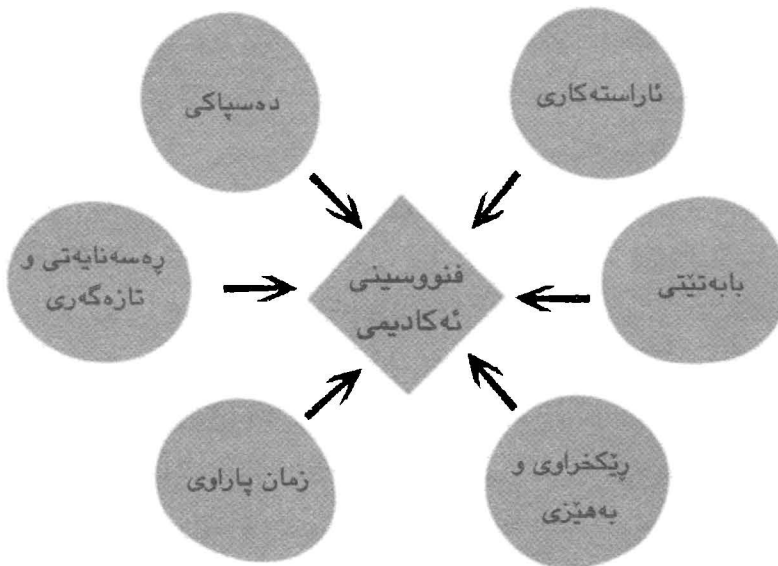 ئاراستەکاری
دەسپاکی
بابەتێتی
فنووسینی
ئەکادیمی
ڕەسەنایەتی و
تازەگەری
ڕێکخراوی و
بەهێزی
زمان پاراوی